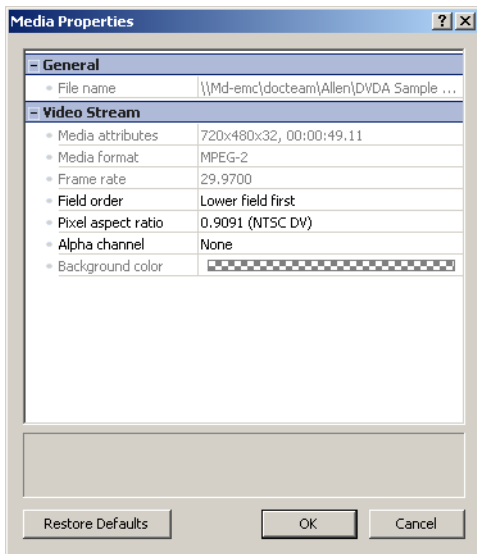 Media Properties
General
File name \\Md-emc\docteam\Allen\DVDA Sample ...
Video Stream
Media attributes 720x480x32, 00:00:49.11
Media format MPEG-2
Frame rate 29.9700
Field order Lower field first
Pixel aspect ratio 0.9091 (NTSC DV)
Alpha channel None
Background color
Restore Defaults OK Cancel